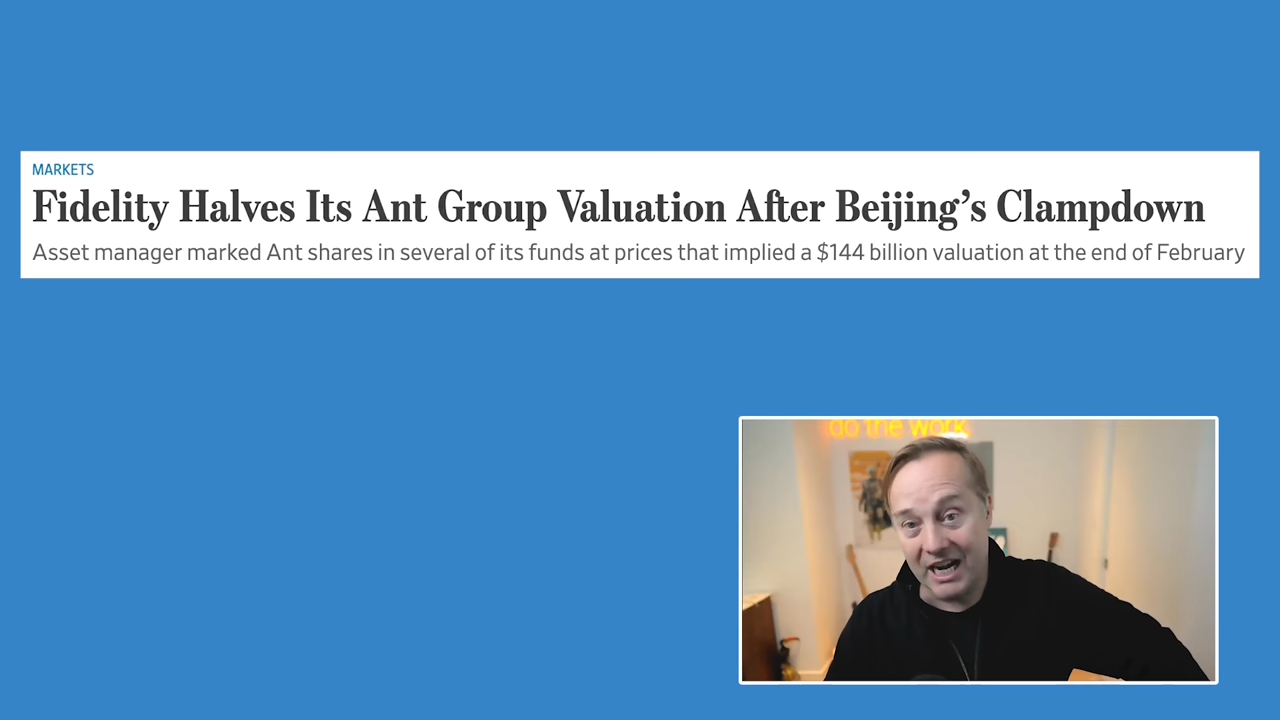 MARKETS
Fidelity Halves Its Ant Group Valuation After Beijing’s Clampdown
Asset manager marked Ant shares in several of its funds at prices that implied a $144 billion valuation at the end of February
do the work